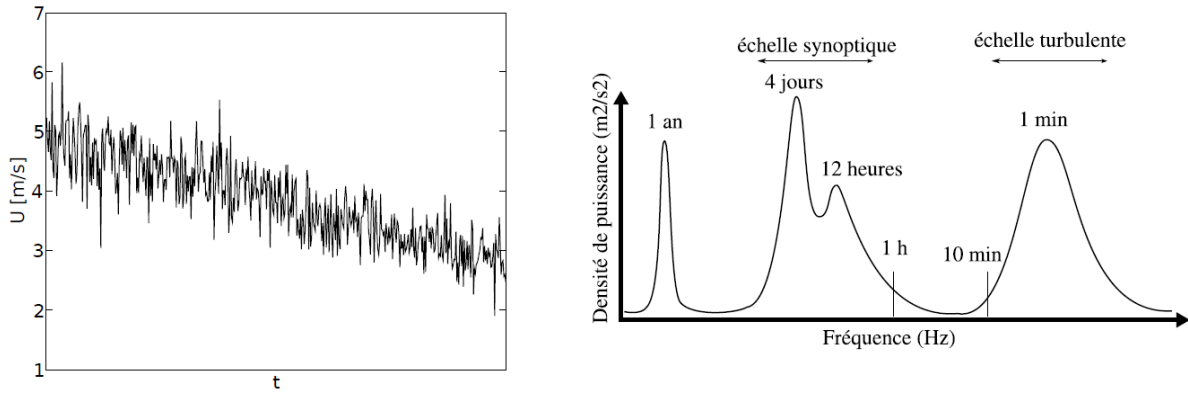 7
6
5
4
3
2
1
U [m/s]
t
échelle synoptique
échelle turbulente
4 jours
1 an
1 min
12 heures
1 h
10 min
Densité de puissance (m2/s2)
Fréquence (Hz)